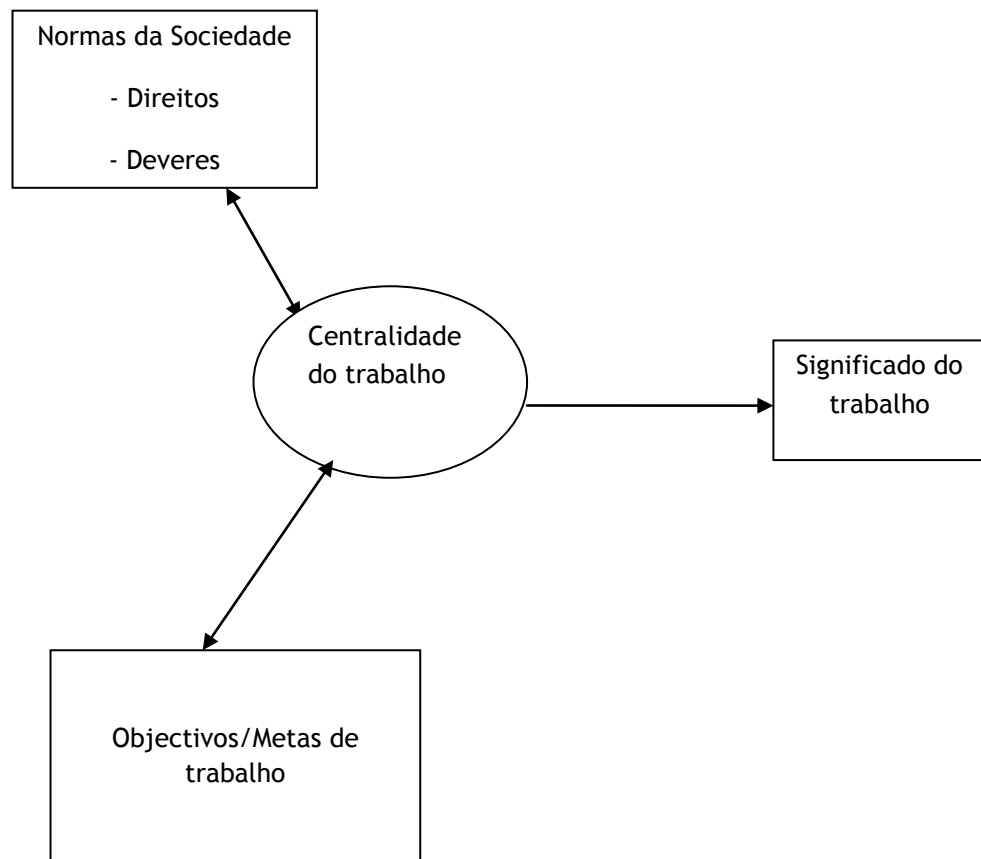 Normas da Sociedade
- Direitos
- Deveres
Centralidade
do trabalho
Significado do
trabalho
Objectivos/Metas de
trabalho